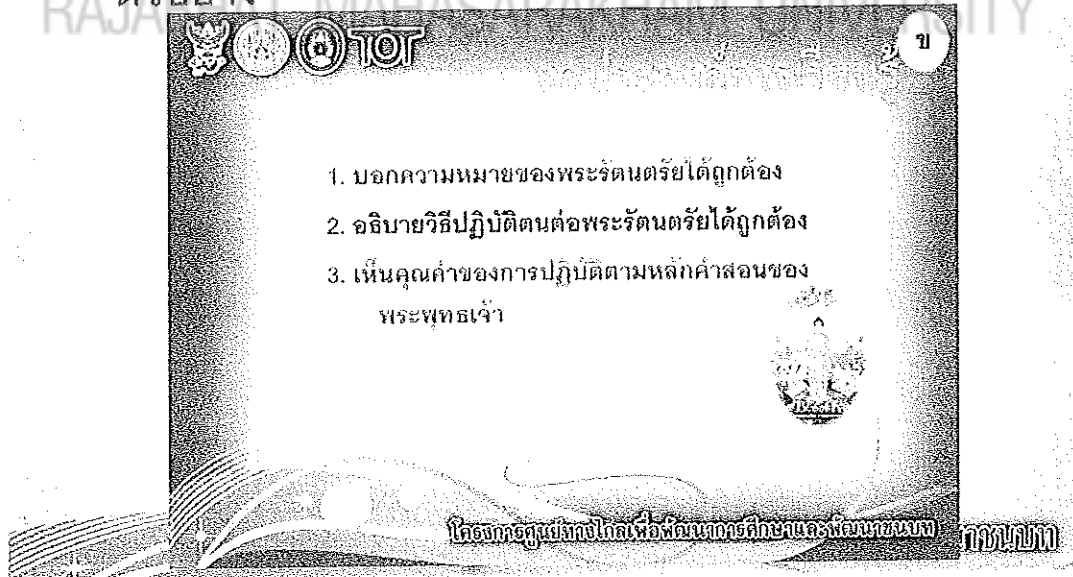 RAJABHAT MAHASARAKHAM UNIVERSITY
TOT
ข
1. บอกความหมายของพระรัตนตรัยได้ถูกต้อง
2. อธิบายวิธีปฏิบัติตนต่อพระรัตนตรัยได้ถูกต้อง
3. เห็นคุณค่าของการปฏิบัติตามหลักคำสอนของ
พระพุทธเจ้า
โครงการศูนย์ทางไกลเพื่อพัฒนาการศึกษาและพัฒนาชนบท